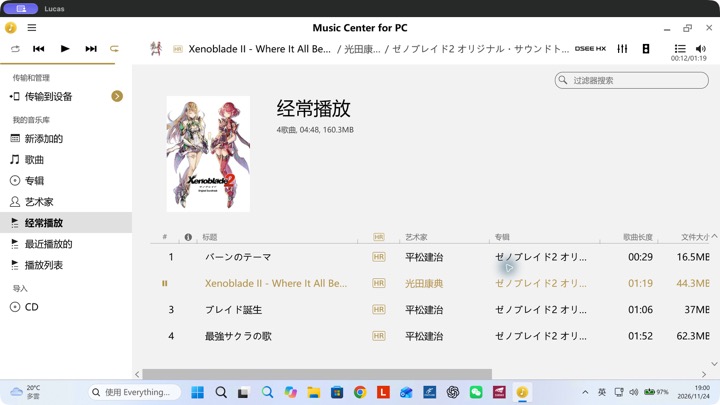 Lucas
Music Center for PC
HR Xenoblade II - Where It All Be... / 光田康... / ゼノブレイド2 オリジナル・サウンドト...
DSEE HX
00:12/01:19
传输和管理
传输到设备
我的音乐库
新添加的
歌曲
专辑
艺术家
经常播放
最近播放的
播放列表
导入
CD
过滤器搜索
经常播放
4歌曲, 04:48, 160.3MB
Xenoblade2
Original Soundtrack
# 标题 HR 艺术家 专辑 歌曲长度 文件大小
1 バーンのテーマ HR 平松建治 ゼノブレイド2 オリ... 00:29 16.5MB
Xenoblade II - Where It All Be... HR 光田康典 ゼノブレイド2 オリ... 01:19 44.3MB
3 ブレイド誕生 HR 平松建治 ゼノブレイド2 オリ... 01:06 37MB
4 最強サクラの歌 HR 平松建治 ゼノブレイド2 オリ... 01:52 62.3MB
20°C
多云
使用 Everything...
英
97%
19:00
2026/11/24